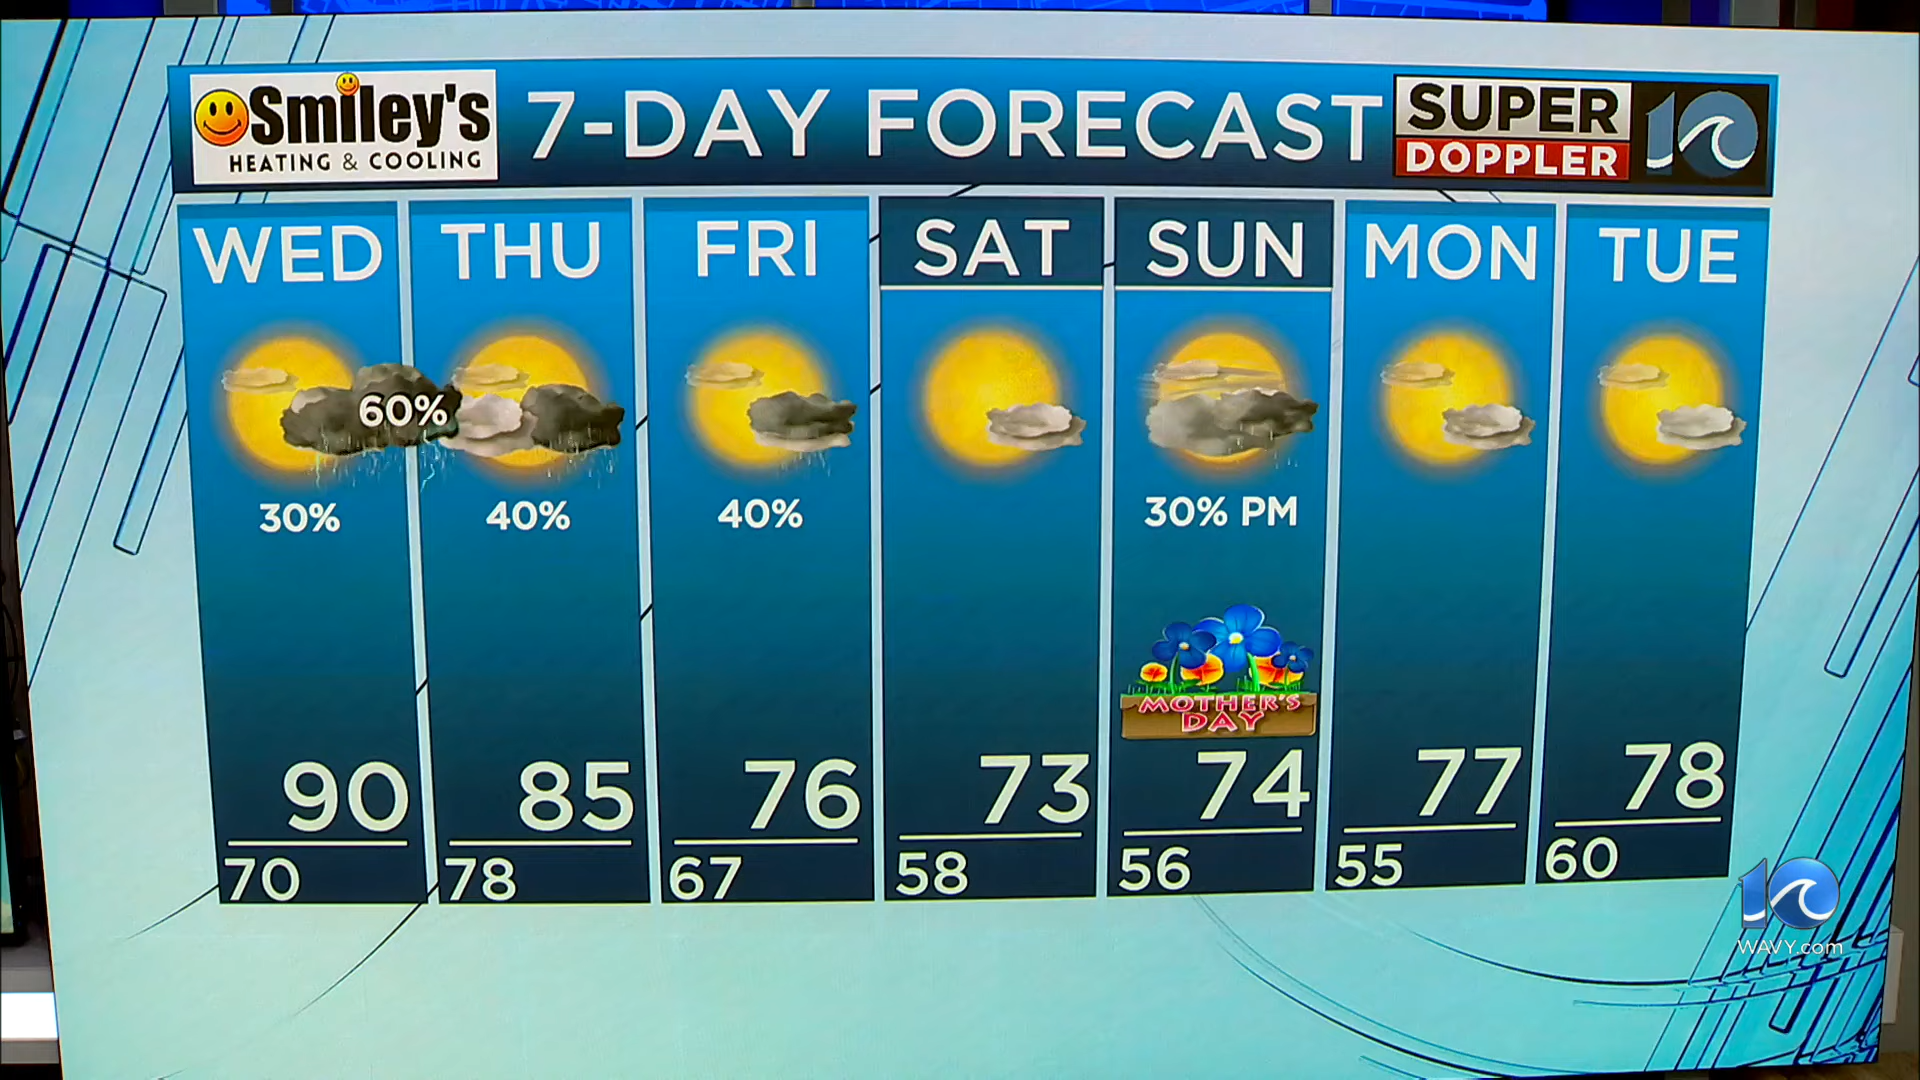 Smiley's
HEATING & COOLING
7-DAY FORECAST
SUPER
DOPPLER
10
WED THU FRI SAT SUN MON TUE
60%
30% 40% 40% 30% PM
MOTHER'S
DAY
90 85 76 73 74 77 78
70 78 67 58 56 55 60
10
WAVY.com